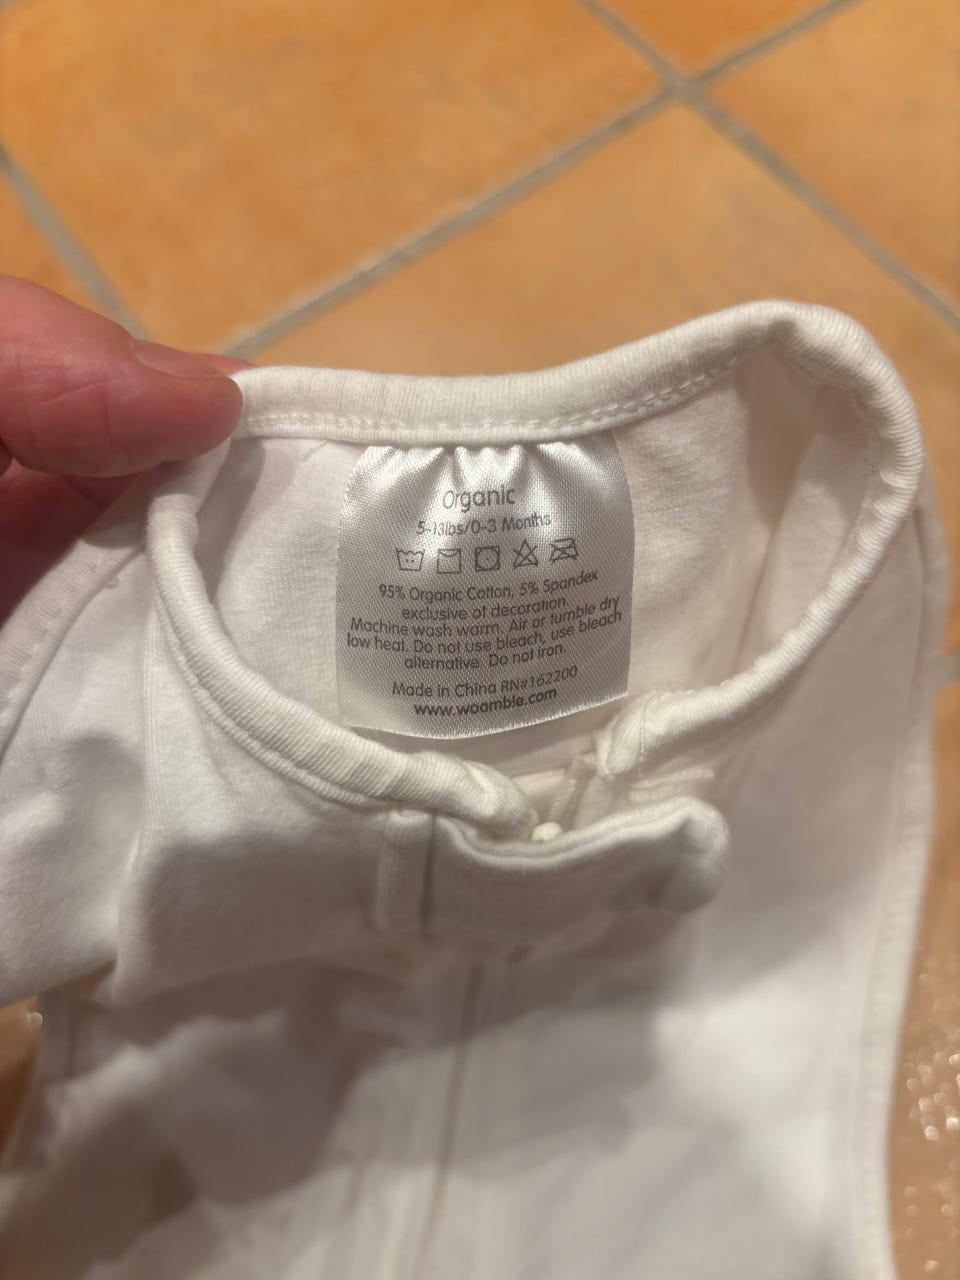 Organic
5-13lbs/0-3 Months
95% Organic Cotton, 5% Spandex
exclusive of decoration.
Machine wash warm. Air or tumble dry
low heat. Do not use bleach, use bleach
alternative. Do not iron.
Made in China RN#162200
www.woombie.com